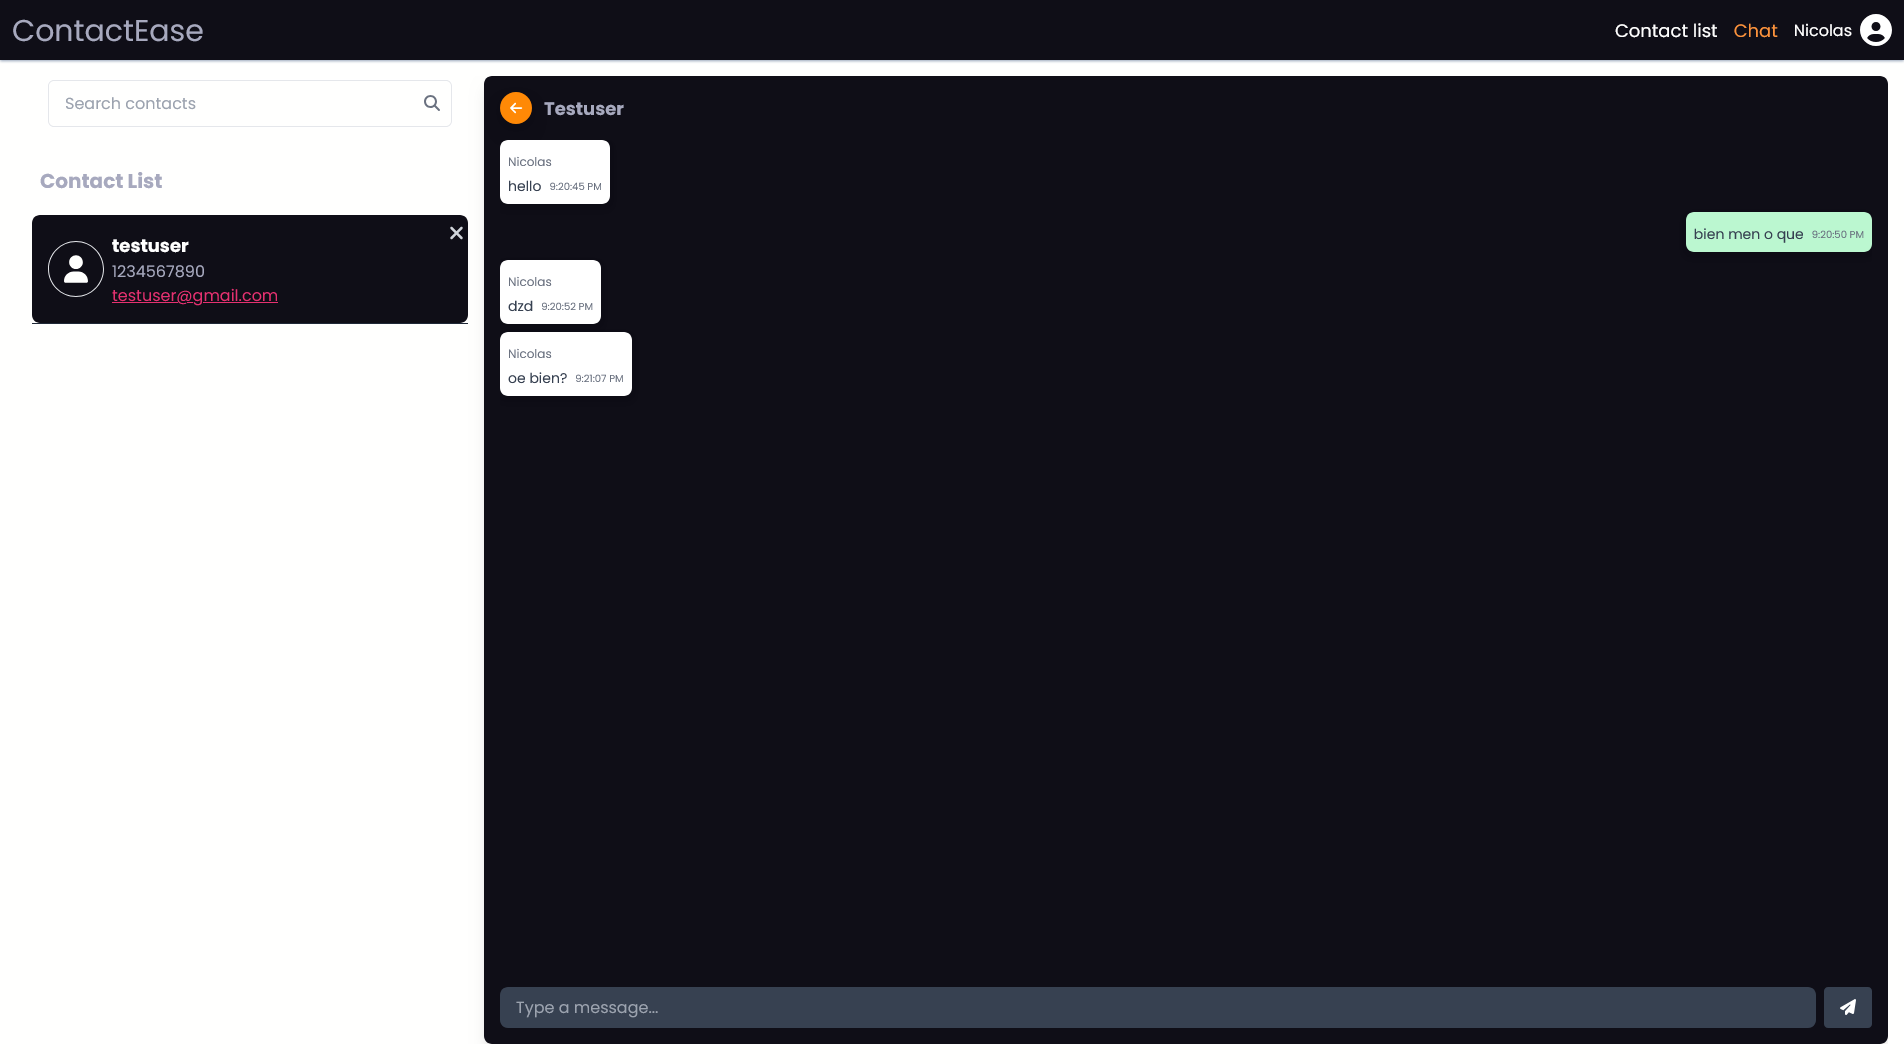 ContactEase
Contact list Chat Nicolas
Search contacts
Contact List
testuser
1234567890
testuser@gmail.com
Testuser
Nicolas
hello 9:20:45 PM
bien men o que 9:20:50 PM
Nicolas
dzd 9:20:52 PM
Nicolas
oe bien? 9:21:07 PM
Type a message...